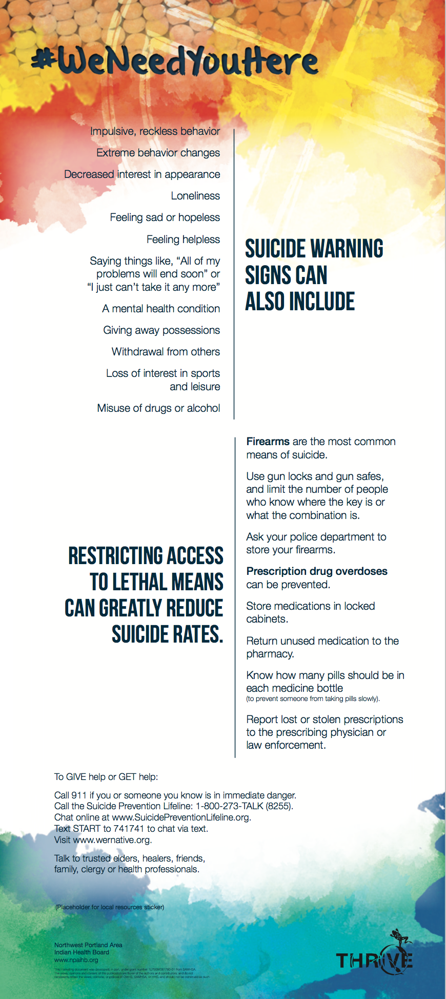 #WeNeedYouHere
Impulsive, reckless behavior
Extreme behavior changes
Decreased interest in appearance
Loneliness
Feeling sad or hopeless
Feeling helpless
Saying things like, “All of my
problems will end soon” or
“I just can’t take it any more”
A mental health condition
Giving away possessions
Withdrawal from others
Loss of interest in sports
and leisure
Misuse of drugs or alcohol
SUICIDE WARNING
SIGNS CAN
ALSO INCLUDE
RESTRICTING ACCESS
TO LETHAL MEANS
CAN GREATLY REDUCE
SUICIDE RATES.
Firearms are the most common
means of suicide.
Use gun locks and gun safes,
and limit the number of people
who know where the key is or
what the combination is.
Ask your police department to
store your firearms.
Prescription drug overdoses
can be prevented.
Store medications in locked
cabinets.
Return unused medication to the
pharmacy.
Know how many pills should be in
each medicine bottle
(to prevent someone from taking pills slowly).
Report lost or stolen prescriptions
to the prescribing physician or
law enforcement.
To GIVE help or GET help:
Call 911 if you or someone you know is in immediate danger.
Call the Suicide Prevention Lifeline: 1-800-273-TALK (8255).
Chat online at www.SuicidePreventionLifeline.org.
Text START to 741741 to chat via text.
Visit www.wernative.org.
Talk to trusted elders, healers, friends,
family, clergy or health professionals.
(Placeholder for local resources sticker)
Northwest Portland Area
Indian Health Board
www.npaihb.org
This marketing document was developed, in part, under grant number 1U79SM061780-01 from SAMHSA.
The views, opinions and content of this publication are those of the authors and contributors, and do not
necessarily reflect the views, opinions, or policies of CMHS, SAMHSA, or HHS, and should not be construed as such.
THRIVE